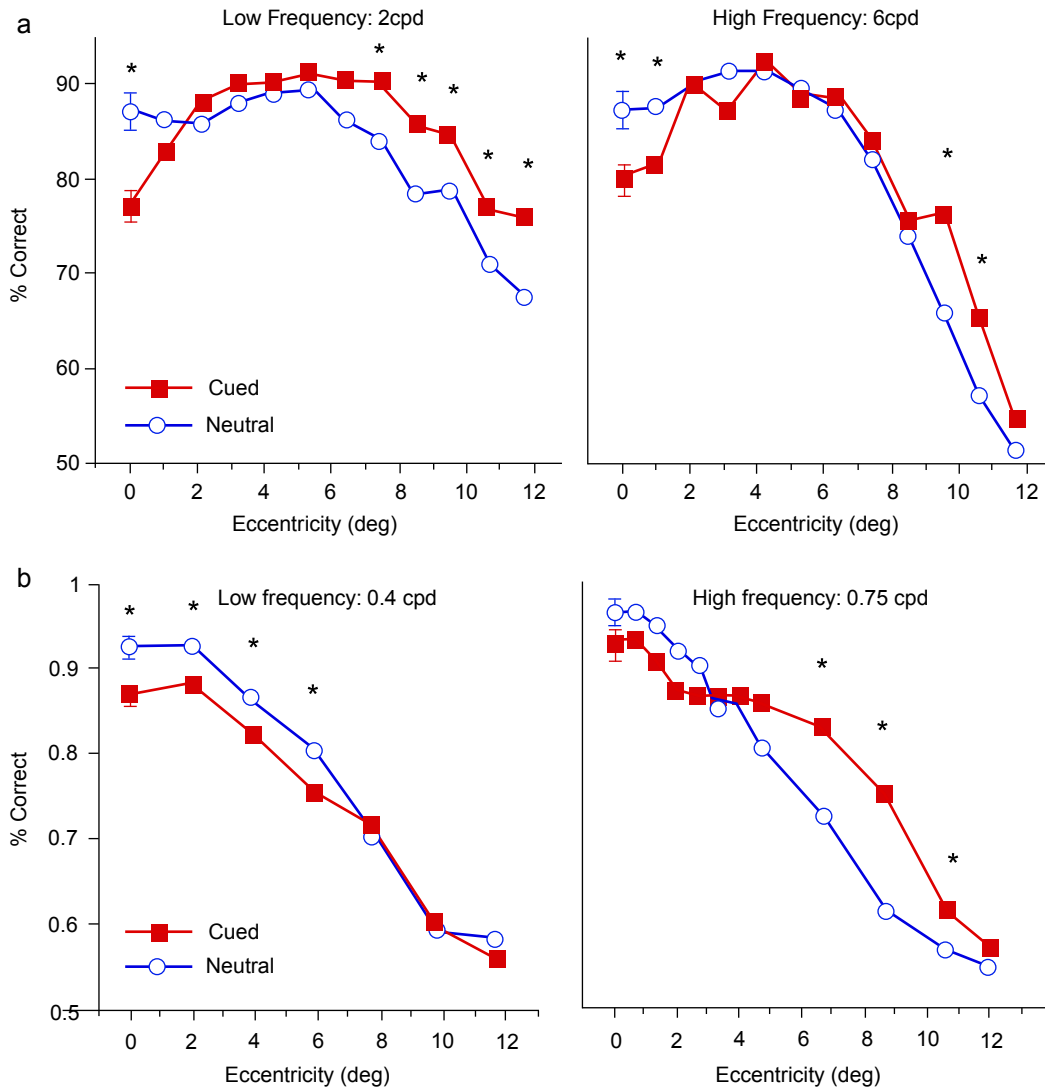 a
Low Frequency: 2cpd
High Frequency: 6cpd
* * * * * *
* * * *
90
80
70
60
50
% Correct
Cued
Neutral
0 2 4 6 8 10 12
0 2 4 6 8 10 12
Eccentricity (deg)
Eccentricity (deg)
b
Low frequency: 0.4 cpd
High frequency: 0.75 cpd
* * * *
* * *
1
0.9
0.8
0.7
0.6
0.5
% Correct
Cued
Neutral
0 2 4 6 8 10 12
0 2 4 6 8 10 12
Eccentricity (deg)
Eccentricity (deg)